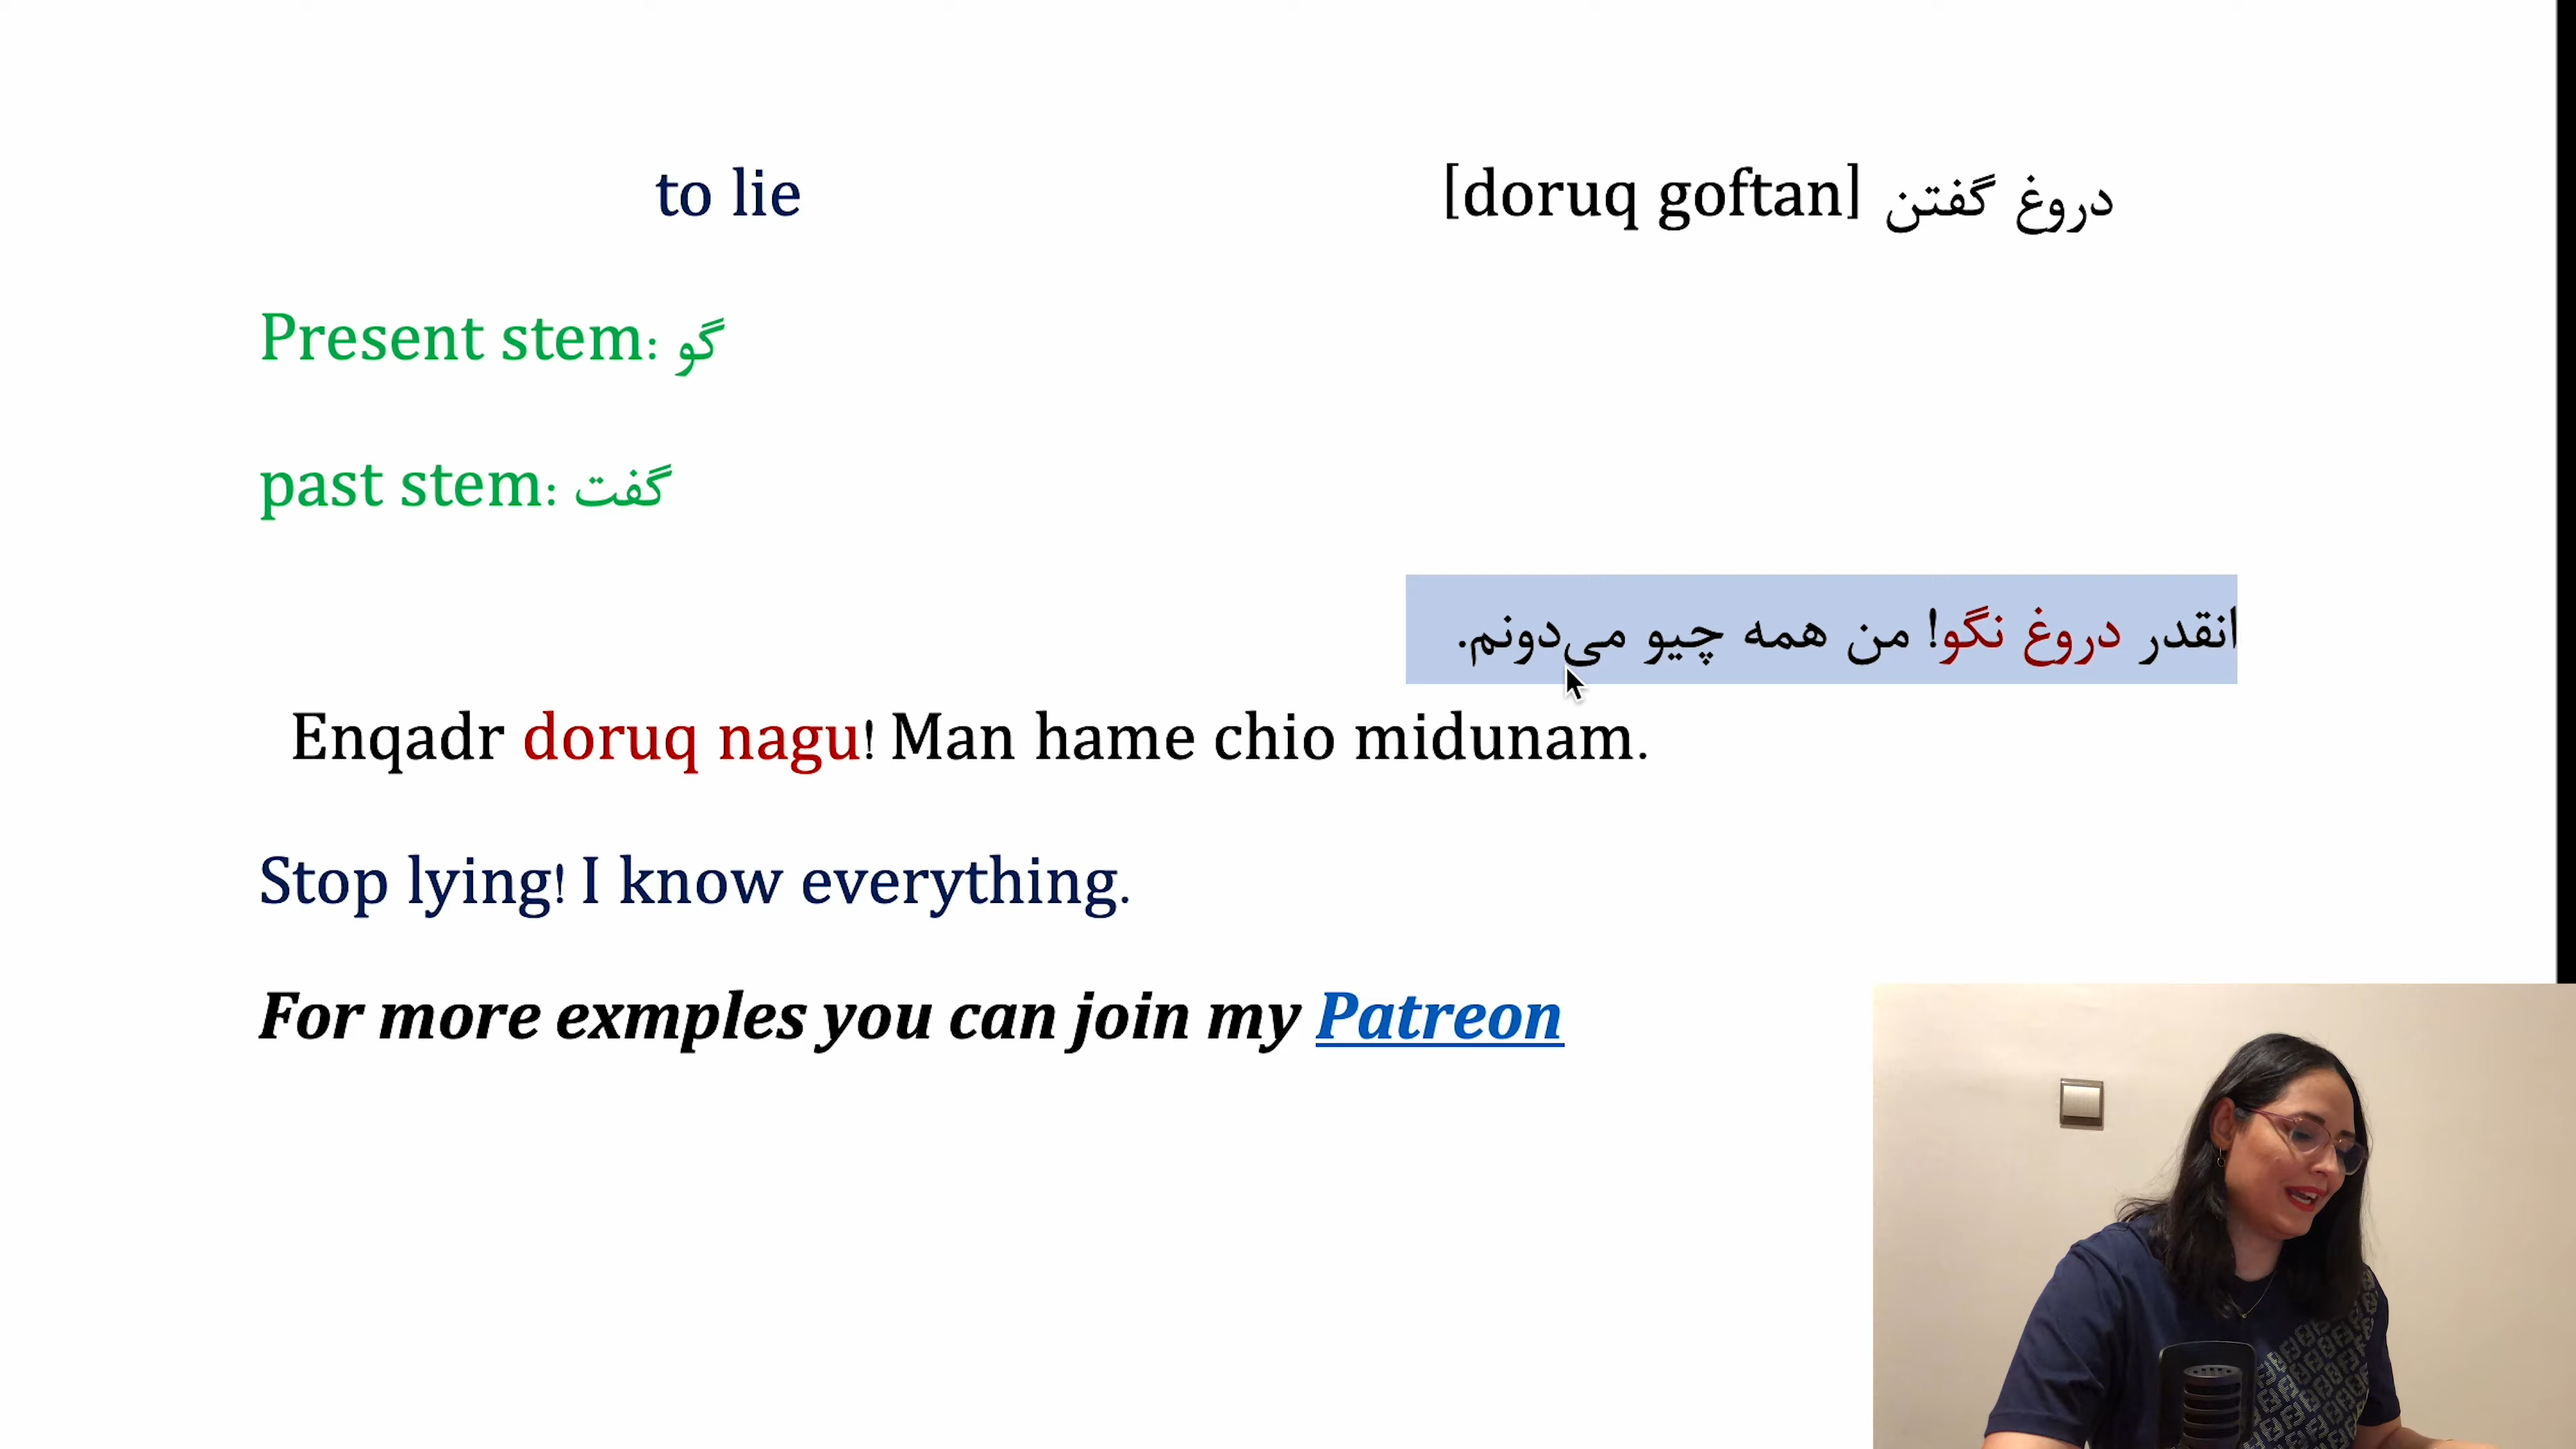 to lie [doruq goftan] دروغ گفتن
Present stem: گو
past stem: گفت
انقدر دروغ نگو! من همه چیو می‌دونم.
Enqadr doruq nagu! Man hame chio midunam.
Stop lying! I know everything.
For more exmples you can join my Patreon